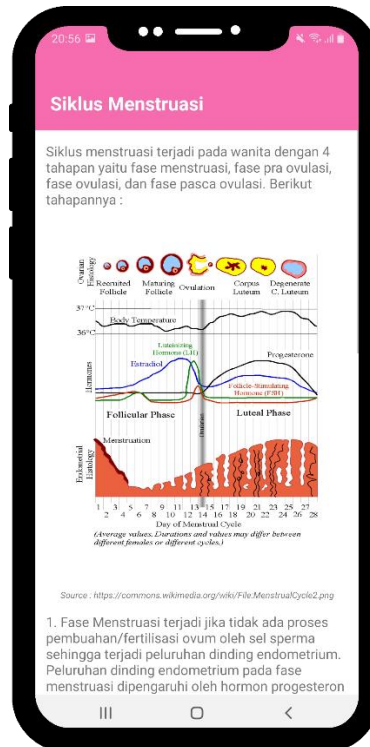 20:56
Siklus Menstruasi
Siklus menstruasi terjadi pada wanita dengan 4
tahapan yaitu fase menstruasi, fase pra ovulasi,
fase ovulasi, dan fase pasca ovulasi. Berikut
tahapannya :
Ovarian
Histology
Recruited
Follicle
Maturing
Follicle
Ovulation
Corpus
Luteum
Degenerate
C. Luteum
37°C
Body Temperature
36°C
Hormones
Luteinizing
Hormone (LH)
Estradiol
Progesterone
Follicle-Stimulating
Hormone (FSH)
Follicular Phase
Ovulation
Luteal Phase
Endometrial
Histology
Menstruation
1 3 5 7 9 11 13 15 17 19 21 23 25 27
2 4 6 8 10 12 14 16 18 20 22 24 26 28
Day of Menstrual Cycle
(Average values. Durations and values may differ between
different females or different cycles.)
Source : https://commons.wikimedia.org/wiki/File:MenstrualCycle2.png
1. Fase Menstruasi terjadi jika tidak ada proses
pembuahan/fertilisasi ovum oleh sel sperma
sehingga terjadi peluruhan dinding endometrium.
Peluruhan dinding endometrium pada fase
menstruasi dipengaruhi oleh hormon progesteron